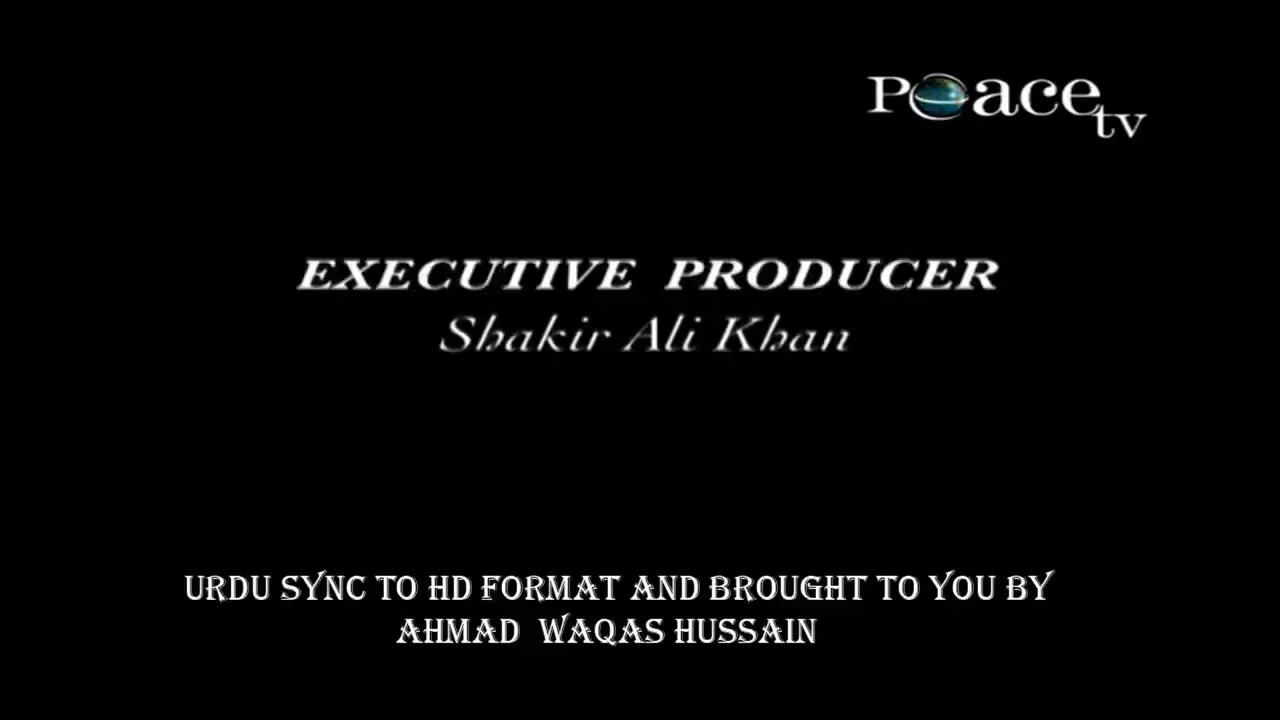 Peace tv
EXECUTIVE PRODUCER
Shakir Ali Khan
URDU SYNC TO HD FORMAT AND BROUGHT TO YOU BY
AHMAD WAQAS HUSSAIN